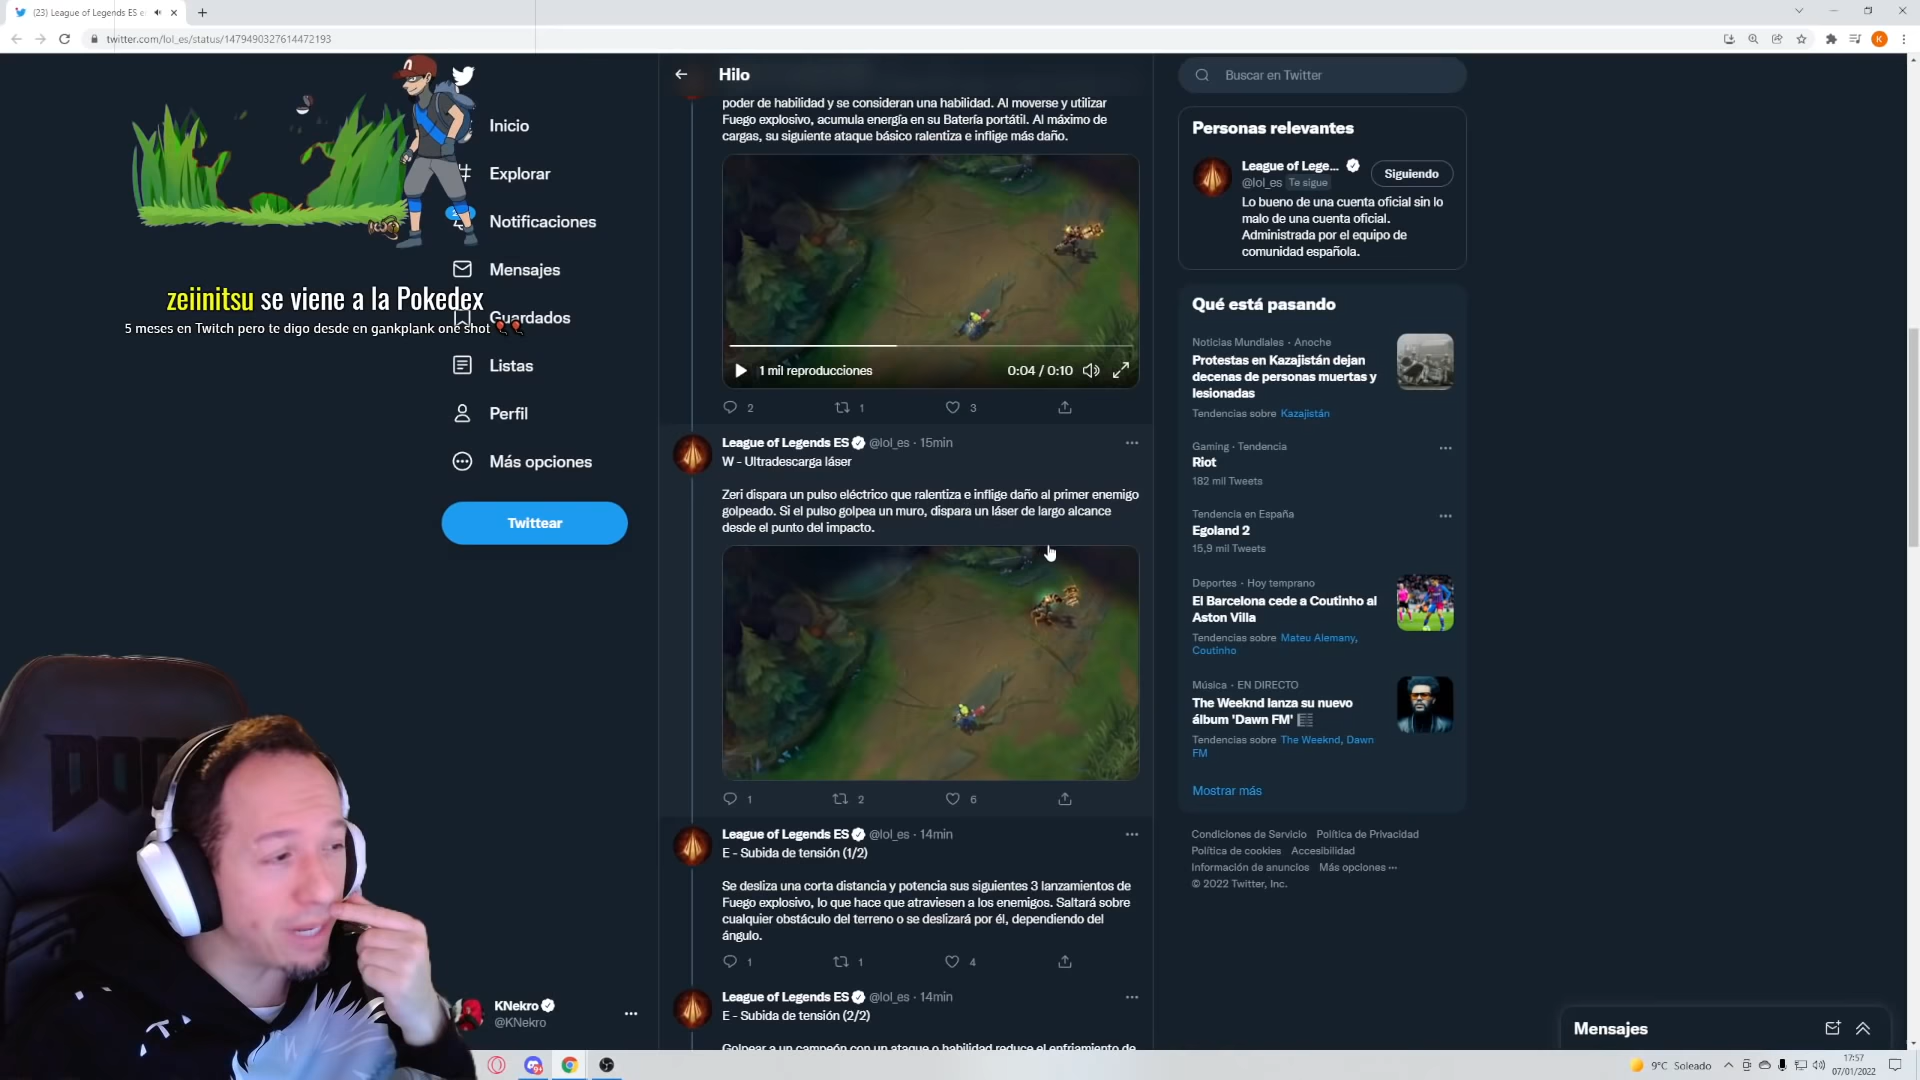 (23) League of Legends ES e
twitter.com/lol_es/status/1479490327614472193
Inicio
Explorar
Notificaciones
Mensajes
Guardados
Listas
Perfil
Más opciones
Twittear
zeiinitsu se viene a la Pokedex
5 meses en Twitch pero te digo desde en gankplank one shot
KNekro
@KNekro
Hilo
poder de habilidad y se consideran una habilidad. Al moverse y utilizar
Fuego explosivo, acumula energía en su Batería portátil. Al máximo de
cargas, su siguiente ataque básico ralentiza e inflige más daño.
1 mil reproducciones
0:04 / 0:10
2 1 3
League of Legends ES @lol_es · 15min
W - Ultradescarga láser
Zeri dispara un pulso eléctrico que ralentiza e inflige daño al primer enemigo
golpeado. Si el pulso golpea un muro, dispara un láser de largo alcance
desde el punto del impacto.
1 2 6
League of Legends ES @lol_es · 14min
E - Subida de tensión (1/2)
Se desliza una corta distancia y potencia sus siguientes 3 lanzamientos de
Fuego explosivo, lo que hace que atraviesen a los enemigos. Saltará sobre
cualquier obstáculo del terreno o se deslizará por él, dependiendo del
ángulo.
1 1 4
League of Legends ES @lol_es · 14min
E - Subida de tensión (2/2)
Golpear a un campeón con un ataque o habilidad reduce el enfriamiento de
Buscar en Twitter
Personas relevantes
League of Lege...
@lol_es Te sigue
Siguiendo
Lo bueno de una cuenta oficial sin lo
malo de una cuenta oficial.
Administrada por el equipo de
comunidad española.
Qué está pasando
Noticias Mundiales · Anoche
Protestas en Kazajistán dejan
decenas de personas muertas y
lesionadas
Tendencias sobre Kazajistán
Gaming · Tendencia
Riot
182 mil Tweets
Tendencia en España
Egoland 2
15,9 mil Tweets
Deportes · Hoy temprano
El Barcelona cede a Coutinho al
Aston Villa
Tendencias sobre Mateu Alemany,
Coutinho
Música · EN DIRECTO
The Weeknd lanza su nuevo
álbum 'Dawn FM'
Tendencias sobre The Weeknd, Dawn
FM
Mostrar más
Condiciones de Servicio Política de Privacidad
Política de cookies Accesibilidad
Información de anuncios Más opciones ···
© 2022 Twitter, Inc.
Mensajes
9°C Soleado
17:57
07/01/2022